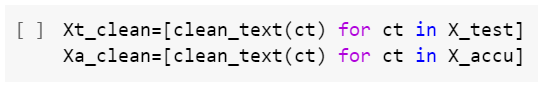 [ ] Xt_clean=[clean_text(ct) for ct in X_test]
Xa_clean=[clean_text(ct) for ct in X_accu]